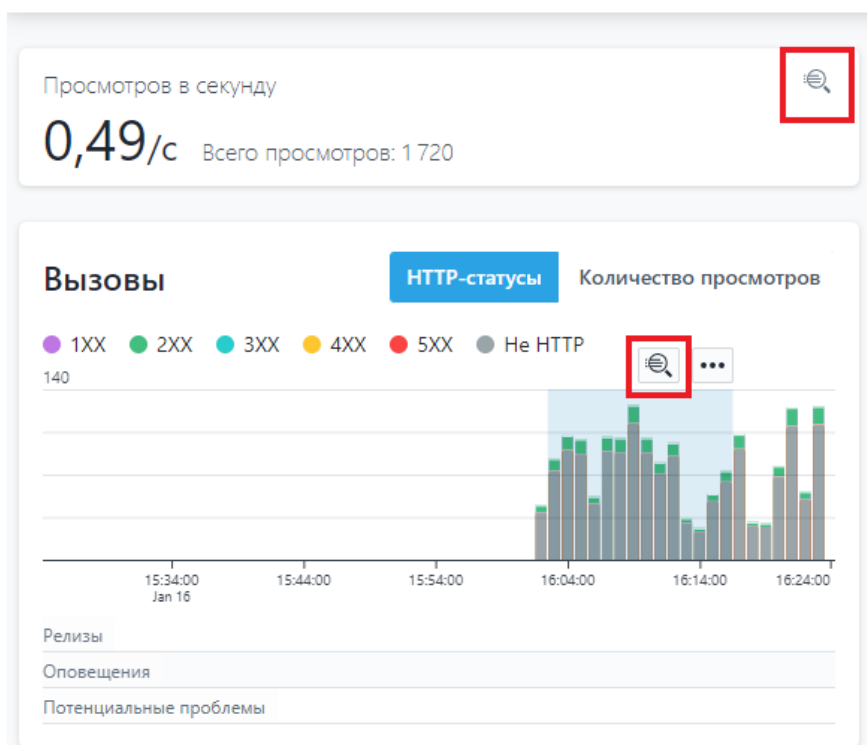 Просмотров в секунду
0,49/с Всего просмотров: 1 720
Вызовы HTTP-статусы Количество просмотров
1XX 2XX 3XX 4XX 5XX Не HTTP
140
15:34:00 15:44:00 15:54:00 16:04:00 16:14:00 16:24:00
Jan 16
Релизы
Оповещения
Потенциальные проблемы